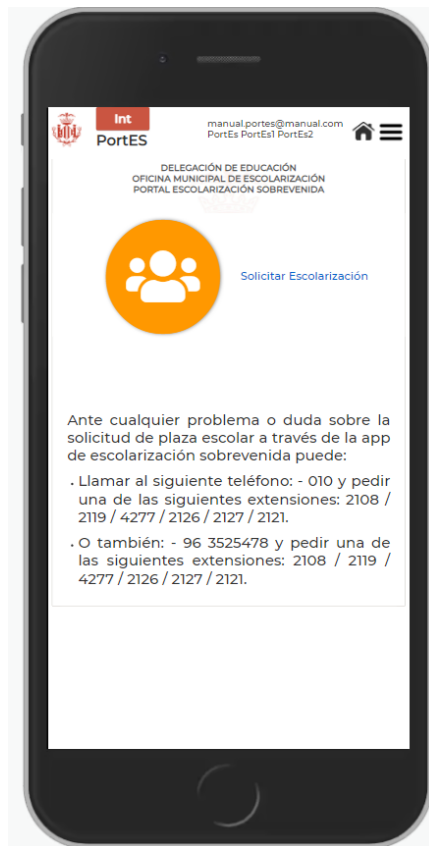 Int
PortES
manual.portes@manual.com
PortEs PortEs1 PortEs2
DELEGACIÓN DE EDUCACIÓN
OFICINA MUNICIPAL DE ESCOLARIZACIÓN
PORTAL ESCOLARIZACIÓN SOBREVENIDA
Solicitar Escolarización
Ante cualquier problema o duda sobre la
solicitud de plaza escolar a través de la app
de escolarización sobrevenida puede:
• Llamar al siguiente teléfono: - 010 y pedir
una de las siguientes extensiones: 2108 /
2119 / 4277 / 2126 / 2127 / 2121.
• O también: - 96 3525478 y pedir una de
las siguientes extensiones: 2108 / 2119 /
4277 / 2126 / 2127 / 2121.